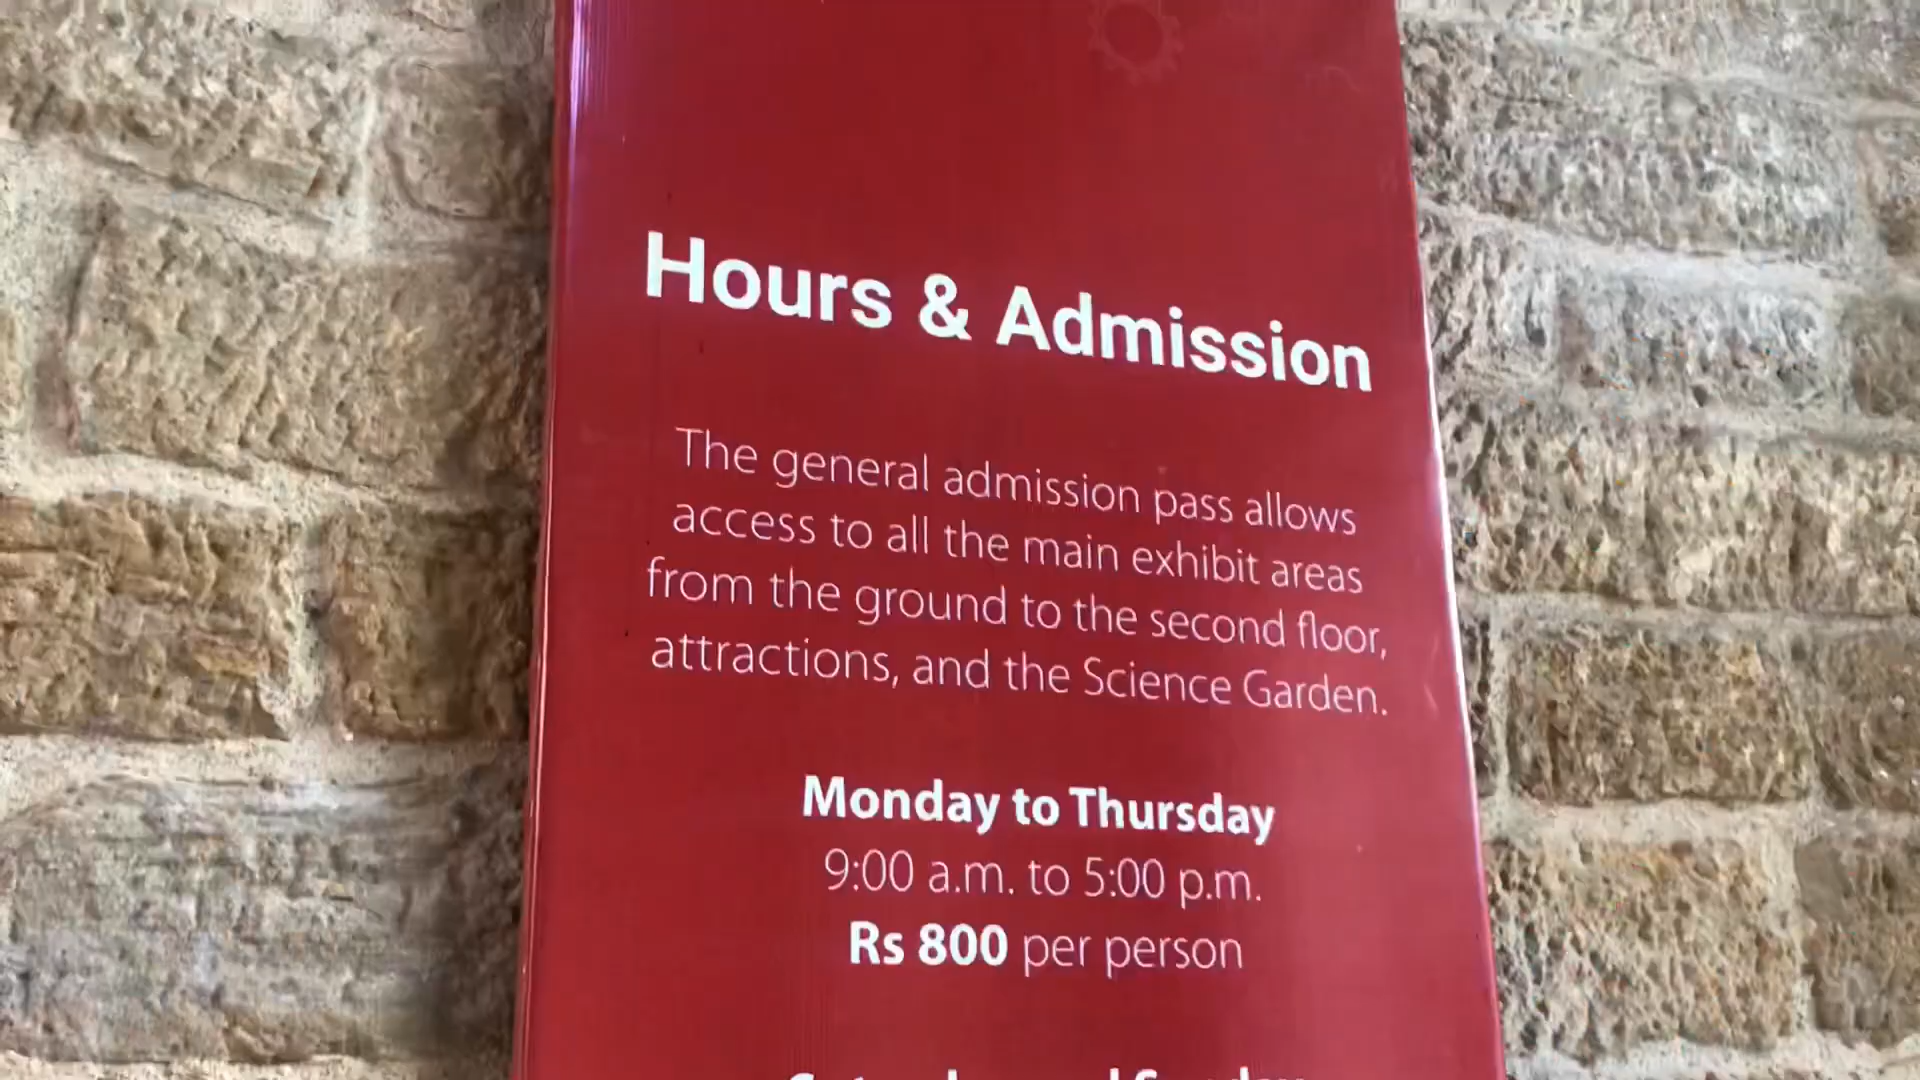 Hours & Admission
The general admission pass allows
access to all the main exhibit areas
from the ground to the second floor,
attractions, and the Science Garden.
Monday to Thursday
9:00 a.m. to 5:00 p.m.
Rs 800 per person